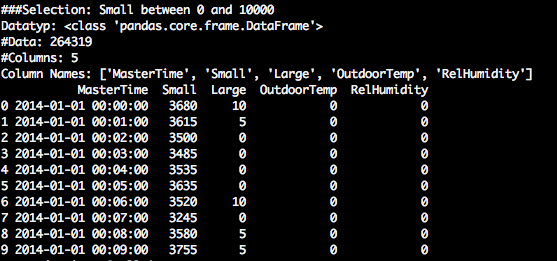 ###Selection: Small between 0 and 10000
Datatyp: <class 'pandas.core.frame.DataFrame'>
#Data: 264319
#Columns: 5
Column Names: ['MasterTime', 'Small', 'Large', 'OutdoorTemp', 'RelHumidity']
MasterTime Small Large OutdoorTemp RelHumidity
0 2014-01-01 00:00:00 3680 10 0 0
1 2014-01-01 00:01:00 3615 5 0 0
2 2014-01-01 00:02:00 3500 0 0 0
3 2014-01-01 00:03:00 3485 0 0 0
4 2014-01-01 00:04:00 3535 0 0 0
5 2014-01-01 00:05:00 3635 0 0 0
6 2014-01-01 00:06:00 3520 10 0 0
7 2014-01-01 00:07:00 3245 0 0 0
8 2014-01-01 00:08:00 3580 5 0 0
9 2014-01-01 00:09:00 3755 5 0 0